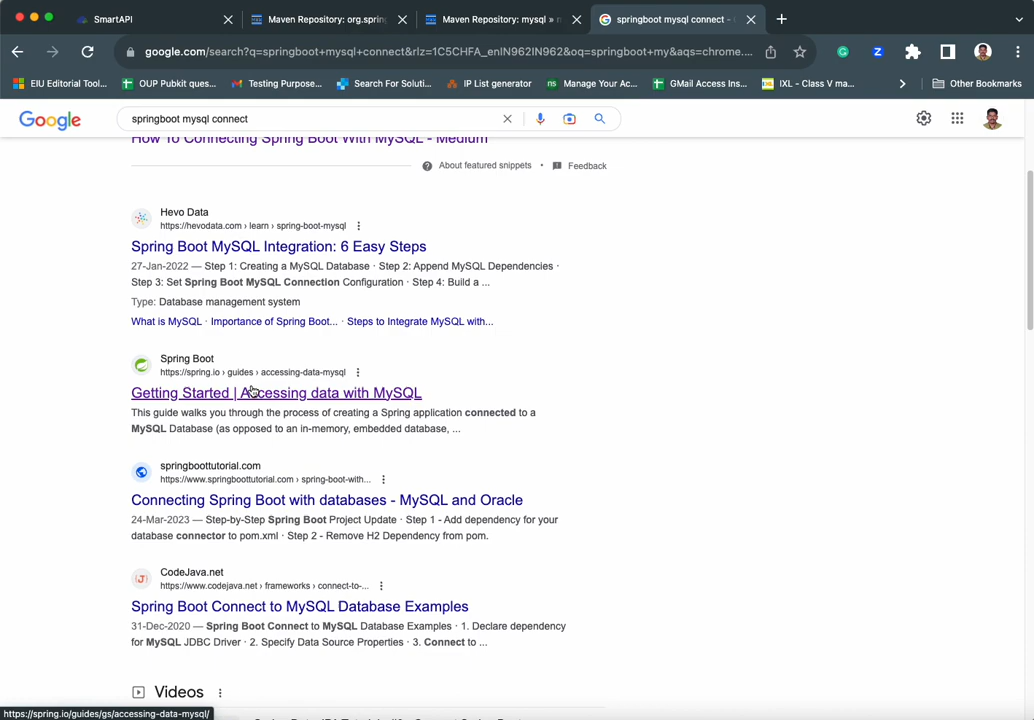 SmartAPI
Maven Repository: org.sprin
Maven Repository: mysql » m
springboot mysql connect -
google.com/search?q=springboot+mysql+connect&rlz=1C5CHFA_enIN962IN962&oq=springboot+my&aqs=chrome....
EIU Editorial Tool...
OUP Pubkit ques...
Testing Purpose...
Search For Soluti...
IP List generator
Manage Your Ac...
GMail Access Ins...
IXL - Class V ma...
Other Bookmarks
Google
springboot mysql connect
How To Connecting Spring Boot With MySQL - Medium
About featured snippets • Feedback
Hevo Data
https://hevodata.com › learn › spring-boot-mysql
Spring Boot MySQL Integration: 6 Easy Steps
27-Jan-2022 — Step 1: Creating a MySQL Database · Step 2: Append MySQL Dependencies ·
Step 3: Set Spring Boot MySQL Connection Configuration · Step 4: Build a ...
Type: Database management system
What is MySQL · Importance of Spring Boot... · Steps to Integrate MySQL with...
Spring Boot
https://spring.io › guides › accessing-data-mysql
Getting Started | Accessing data with MySQL
This guide walks you through the process of creating a Spring application connected to a
MySQL Database (as opposed to an in-memory, embedded database, ...
springboottutorial.com
https://www.springboottutorial.com › spring-boot-with...
Connecting Spring Boot with databases - MySQL and Oracle
24-Mar-2023 — Step-by-Step Spring Boot Project Update · Step 1 - Add dependency for your
database connector to pom.xml · Step 2 - Remove H2 Dependency from pom.
CodeJava.net
https://www.codejava.net › frameworks › connect-to-...
Spring Boot Connect to MySQL Database Examples
31-Dec-2020 — Spring Boot Connect to MySQL Database Examples · 1. Declare dependency
for MySQL JDBC Driver · 2. Specify Data Source Properties · 3. Connect to ...
Videos
https://spring.io/guides/gs/accessing-data-mysql/